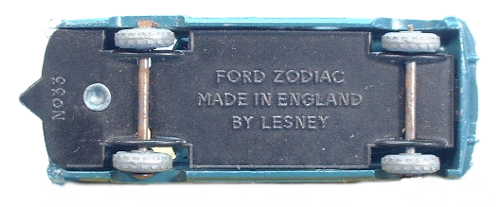 No33
FORD ZODIAC
MADE IN ENGLAND
BY LESNEY